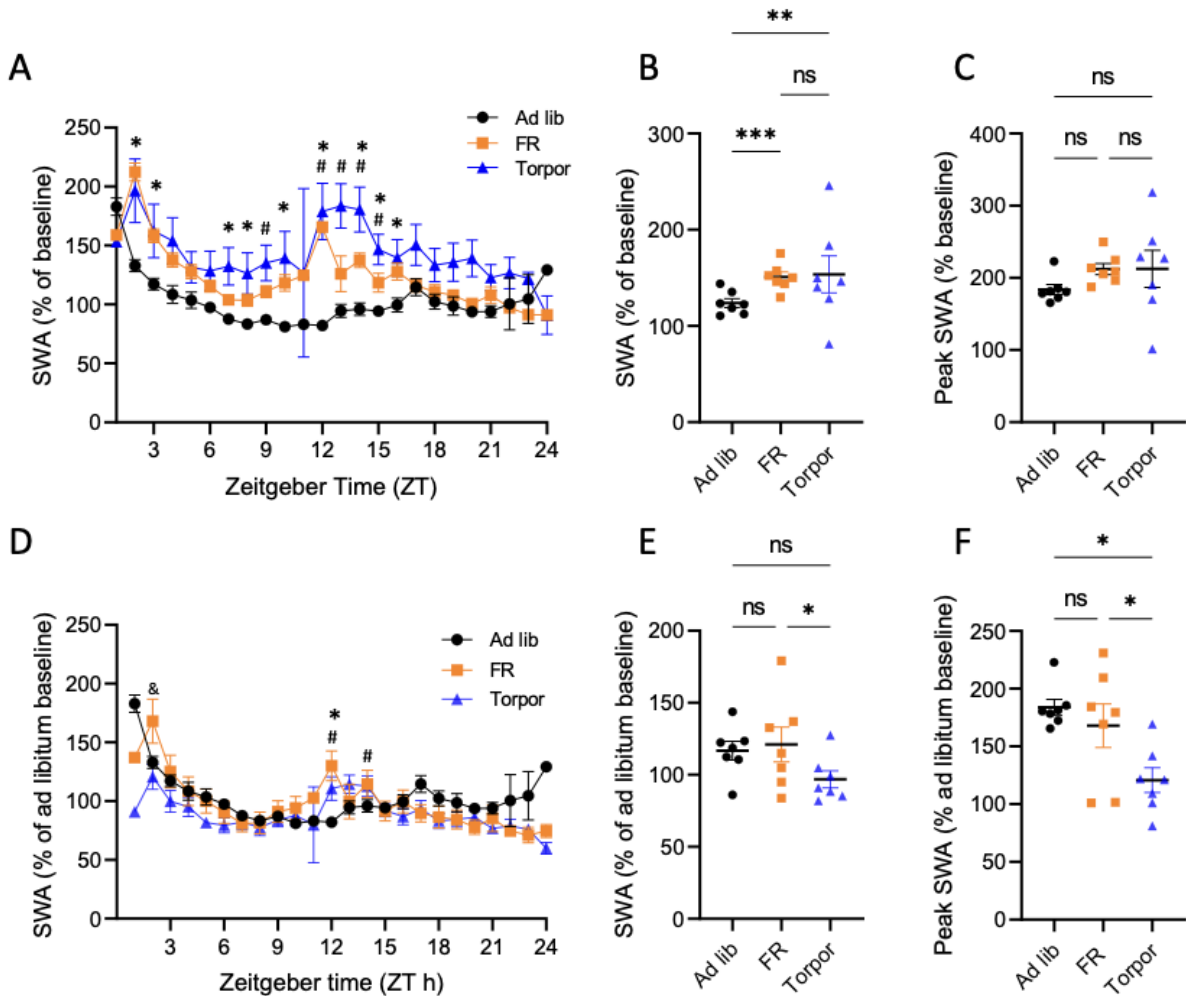 A
SWA (% of baseline)
250
200
150
100
50
0
3
6
9
12
15
18
21
24
Zeitgeber Time (ZT)
Ad lib
FR
Torpor
*
*
*
*
#
*
*
#
#
*
#
*
#
*
B
SWA (% of baseline)
300
200
100
0
**
ns
***
Ad lib
FR
Torpor
C
Peak SWA (% baseline)
400
300
200
100
0
ns
ns
ns
Ad lib
FR
Torpor
D
SWA (% of ad libitum baseline)
250
200
150
100
50
0
3
6
9
12
15
18
21
24
Zeitgeber time (ZT h)
Ad lib
FR
Torpor
&
*
#
#
E
SWA (% of ad libitum baseline)
200
150
100
50
0
ns
ns
*
Ad lib
FR
Torpor
F
Peak SWA (% ad libitum baseline)
250
200
150
100
50
0
*
ns
*
Ad lib
FR
Torpor